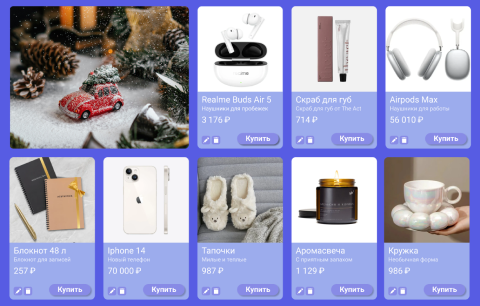 Realme Buds Air 5
Наушники для пробежек
3 176 ₽
Купить
Скраб для губ
Скраб для губ от The Act
714 ₽
Купить
Airpods Max
Наушники для работы
56 010 ₽
Купить
Блокнот 48 л
Блокнот для записей
257 ₽
Купить
Iphone 14
Новый телефон
70 000 ₽
Купить
Тапочки
Милые и теплые
987 ₽
Купить
Аромасвеча
С приятным запахом
1 129 ₽
Купить
Кружка
Необычная форма
986 ₽
Купить